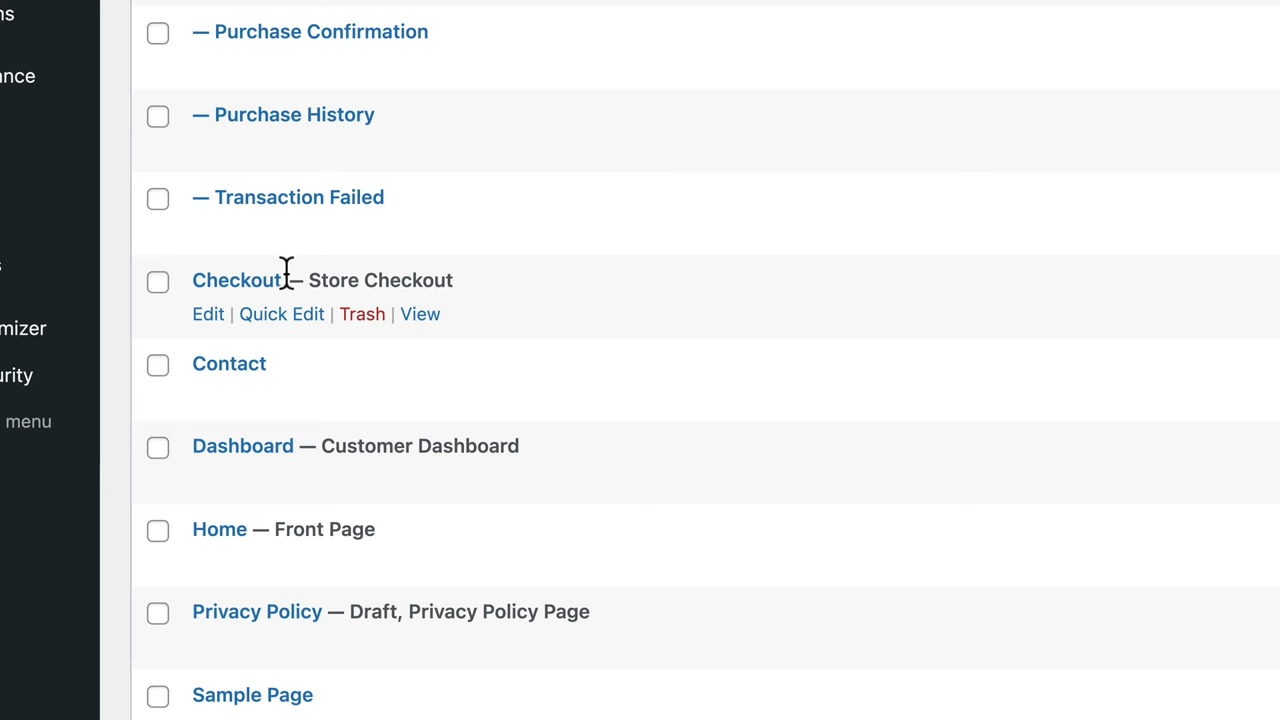 ns
— Purchase Confirmation
ance
— Purchase History
— Transaction Failed
s
Checkout — Store Checkout
Edit | Quick Edit | Trash | View
mizer
Contact
urity
menu
Dashboard — Customer Dashboard
Home — Front Page
Privacy Policy — Draft, Privacy Policy Page
Sample Page